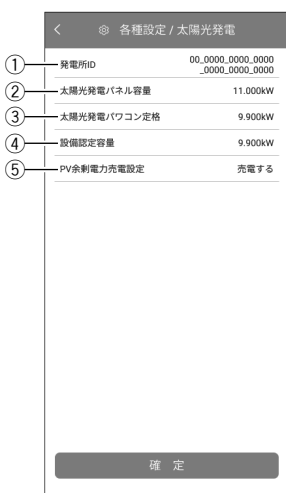 各種設定 / 太陽光発電
① 発電所ID 00_0000_0000_0000
_0000_0000_0000
② 太陽光発電パネル容量 11.000kW
③ 太陽光発電パワコン定格 9.900kW
④ 設備認定容量 9.900kW
⑤ PV余剰電力売電設定 売電する
確 定